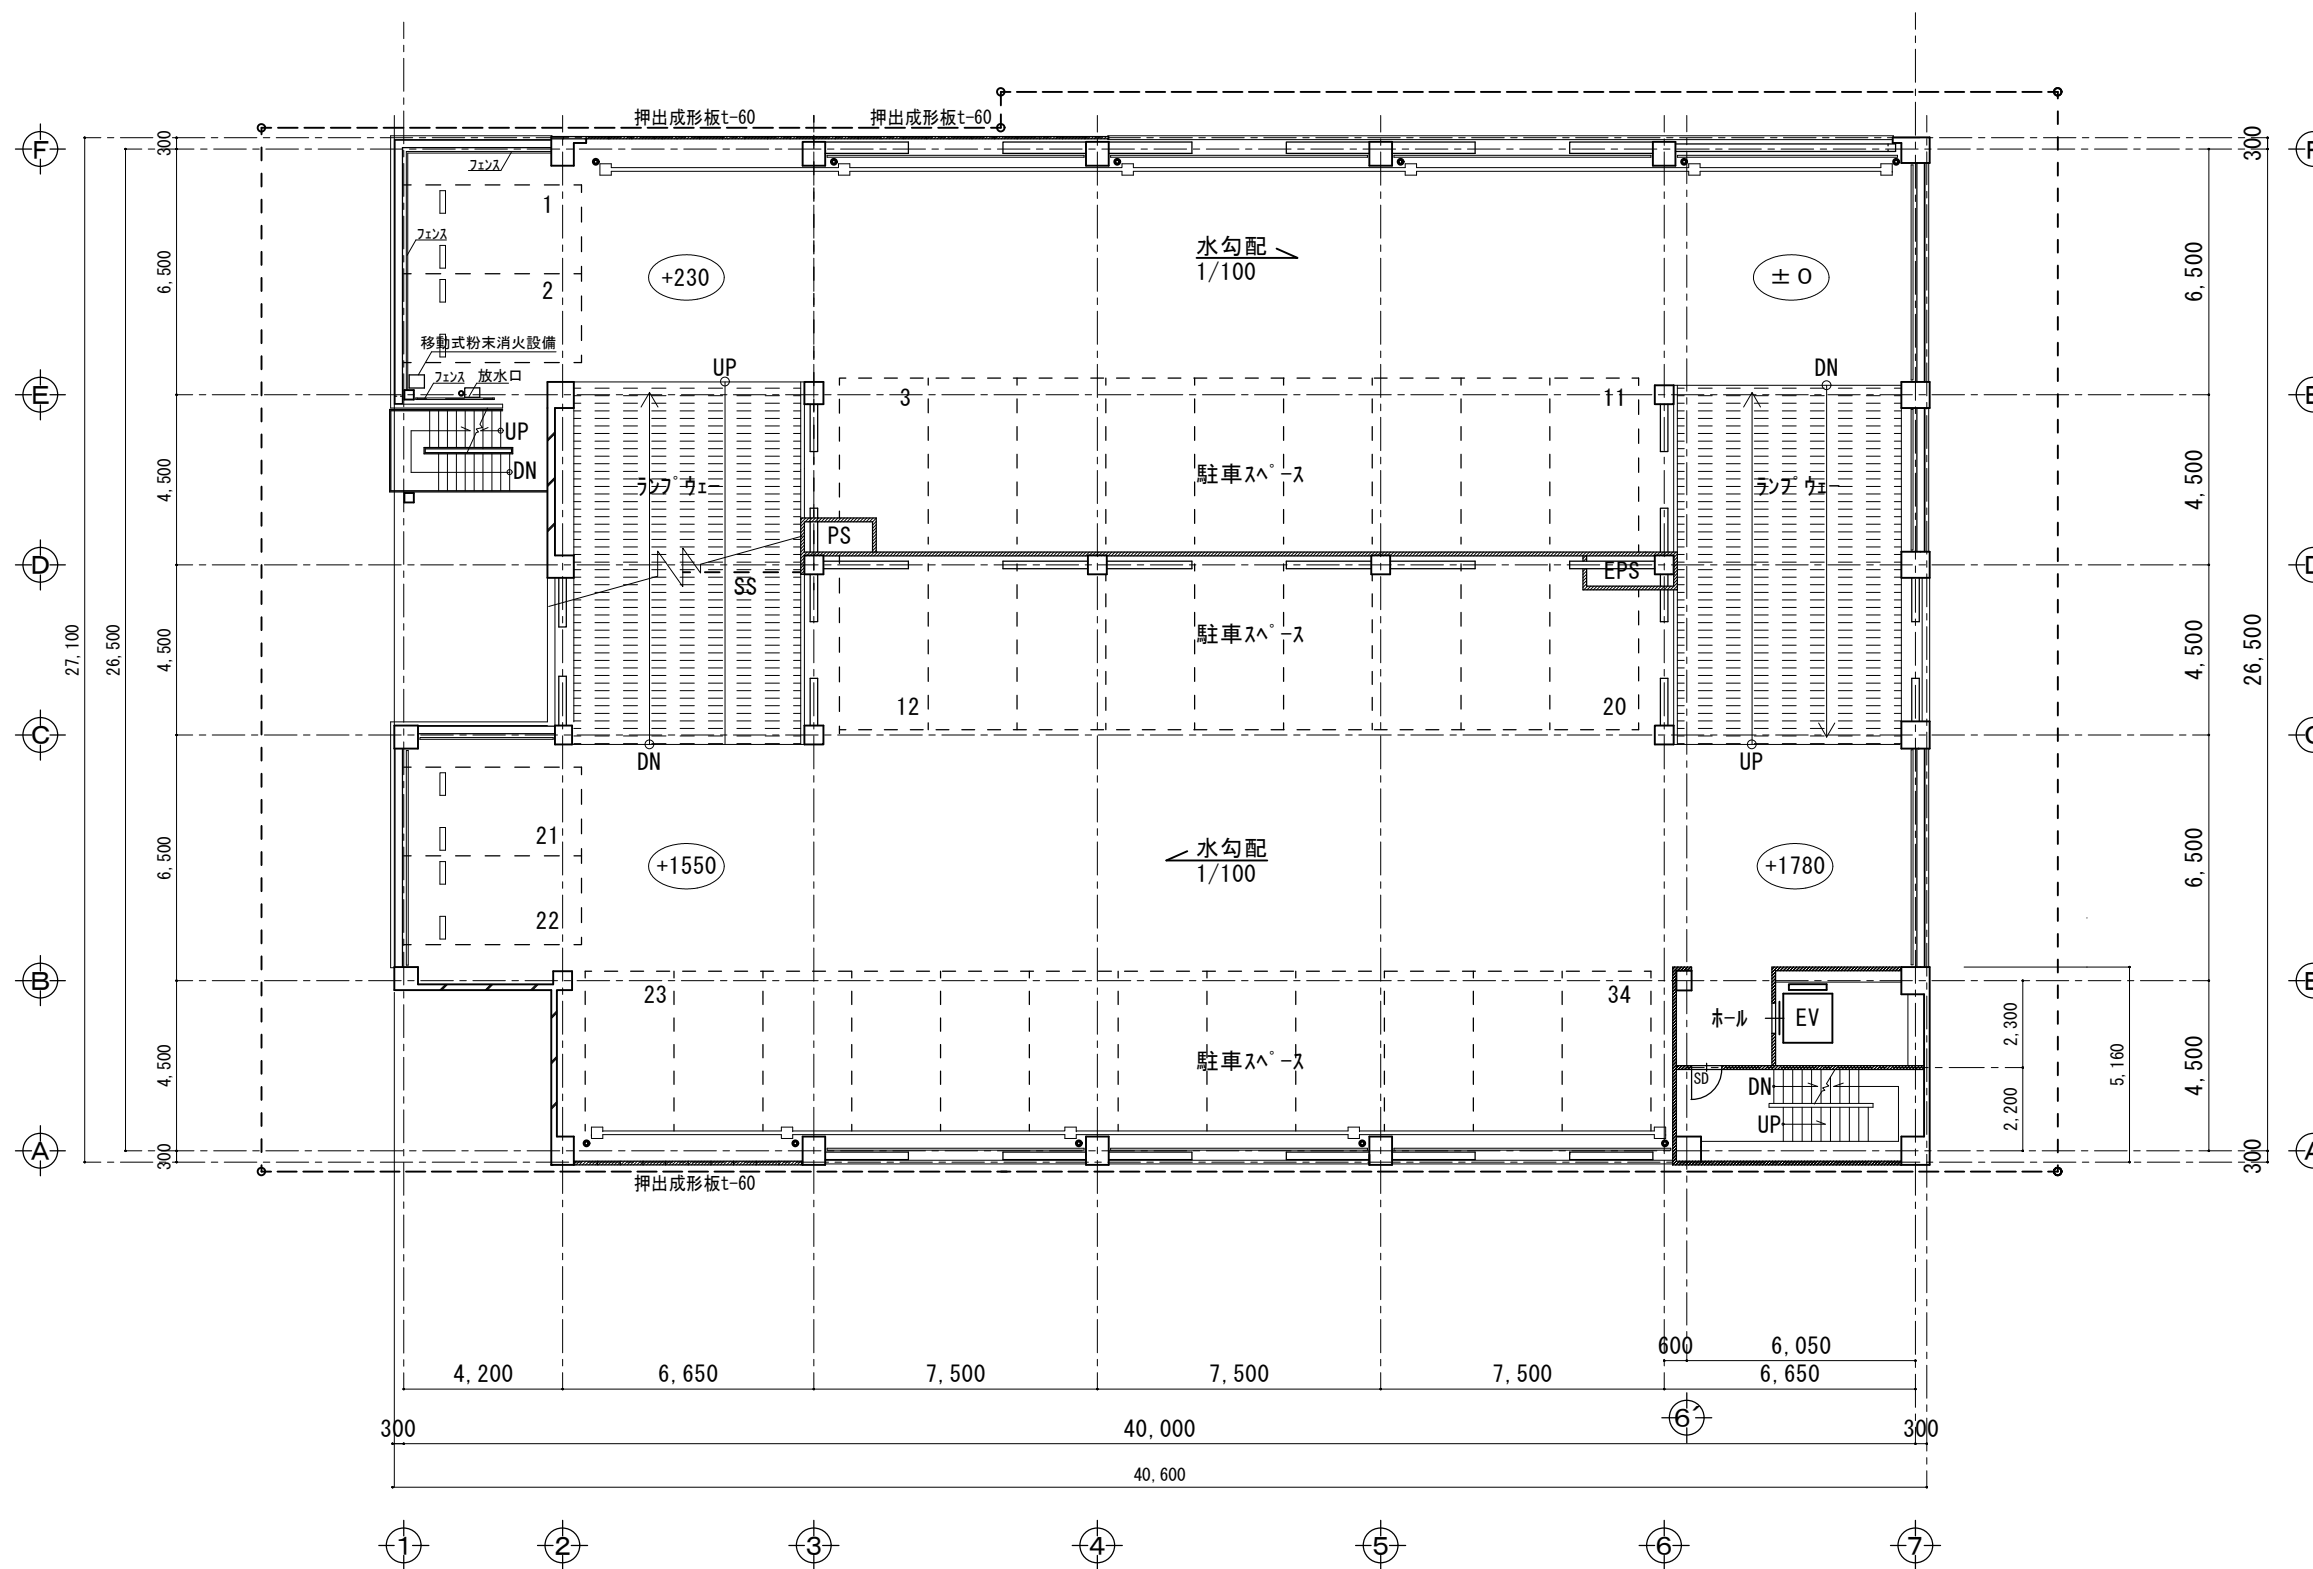 押出成形板t-60
押出成形板t-60
F
300
フェンス
300
F
1
フェンス
6,500
水勾配
1/100
+230
±0
6,500
2
移動式粉末消火設備
UP
DN
フェンス
放水口
E
3
11
E
UP
DN
4,500
ランプウェー
駐車スペース
ランプウェー
4,500
PS
D
EPS
D
SS
27,100
26,500
4,500
駐車スペース
4,500
26,500
12
20
C
C
DN
UP
21
6,500
+1550
水勾配
1/100
+1780
6,500
22
B
23
34
B
ホール
EV
2,300
4,500
駐車スペース
SD
DN
5,160
4,500
UP
2,200
A
300
300
A
押出成形板t-60
600
6,050
4,200
6,650
7,500
7,500
7,500
6,650
6´
300
40,000
300
40,600
1
2
3
4
5
6
7